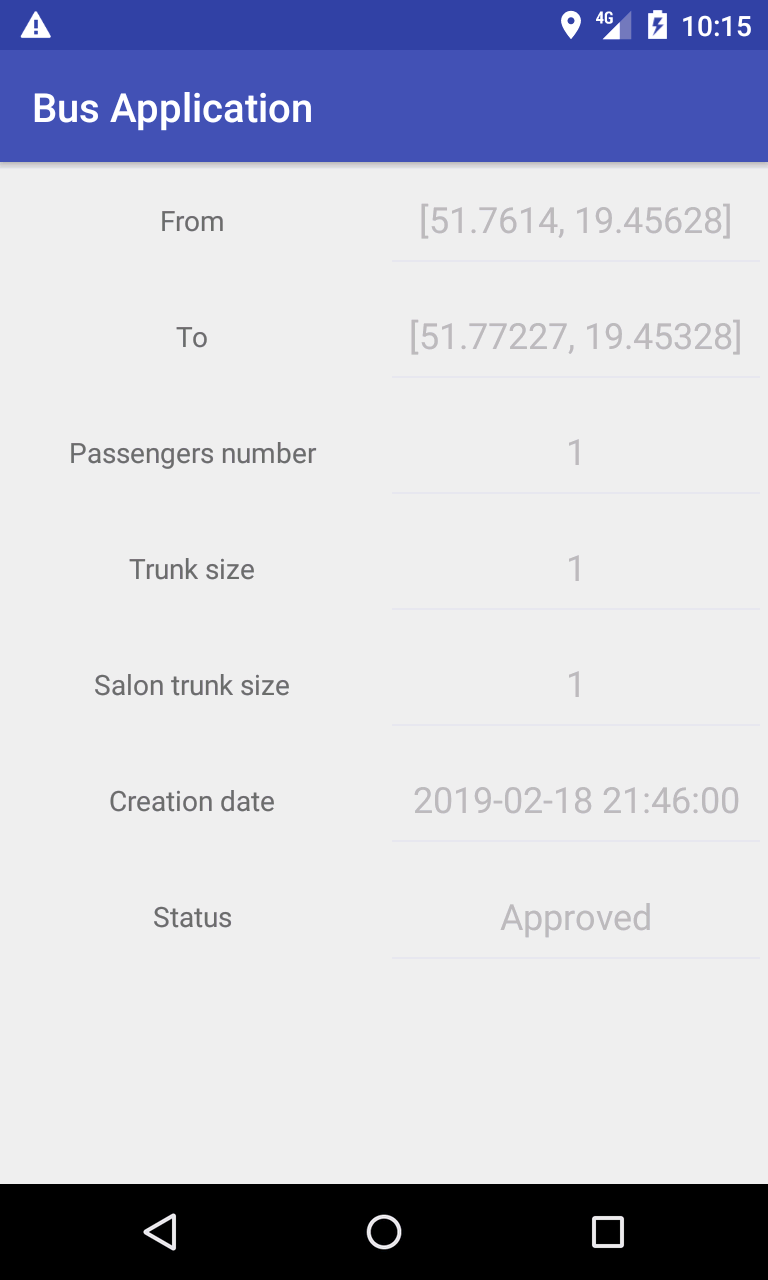 4G 10:15
Bus Application
From [51.7614, 19.45628]
To [51.77227, 19.45328]
Passengers number 1
Trunk size 1
Salon trunk size 1
Creation date 2019-02-18 21:46:00
Status Approved